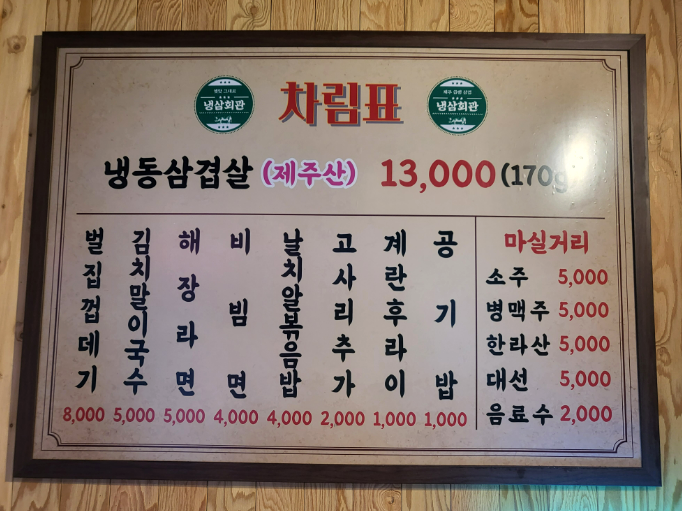 냉삼회관
차림표
냉삼회관
냉동삼겹살 (제주산) 13,000 (170g)
벌집껍데기 8,000
김치말이국수 5,000
해장라면 5,000
비빔면 4,000
날치알볶음밥 4,000
고사리추가 2,000
계란후라이 1,000
공기밥 1,000
마실거리
소주 5,000
병맥주 5,000
한라산 5,000
대선 5,000
음료수 2,000